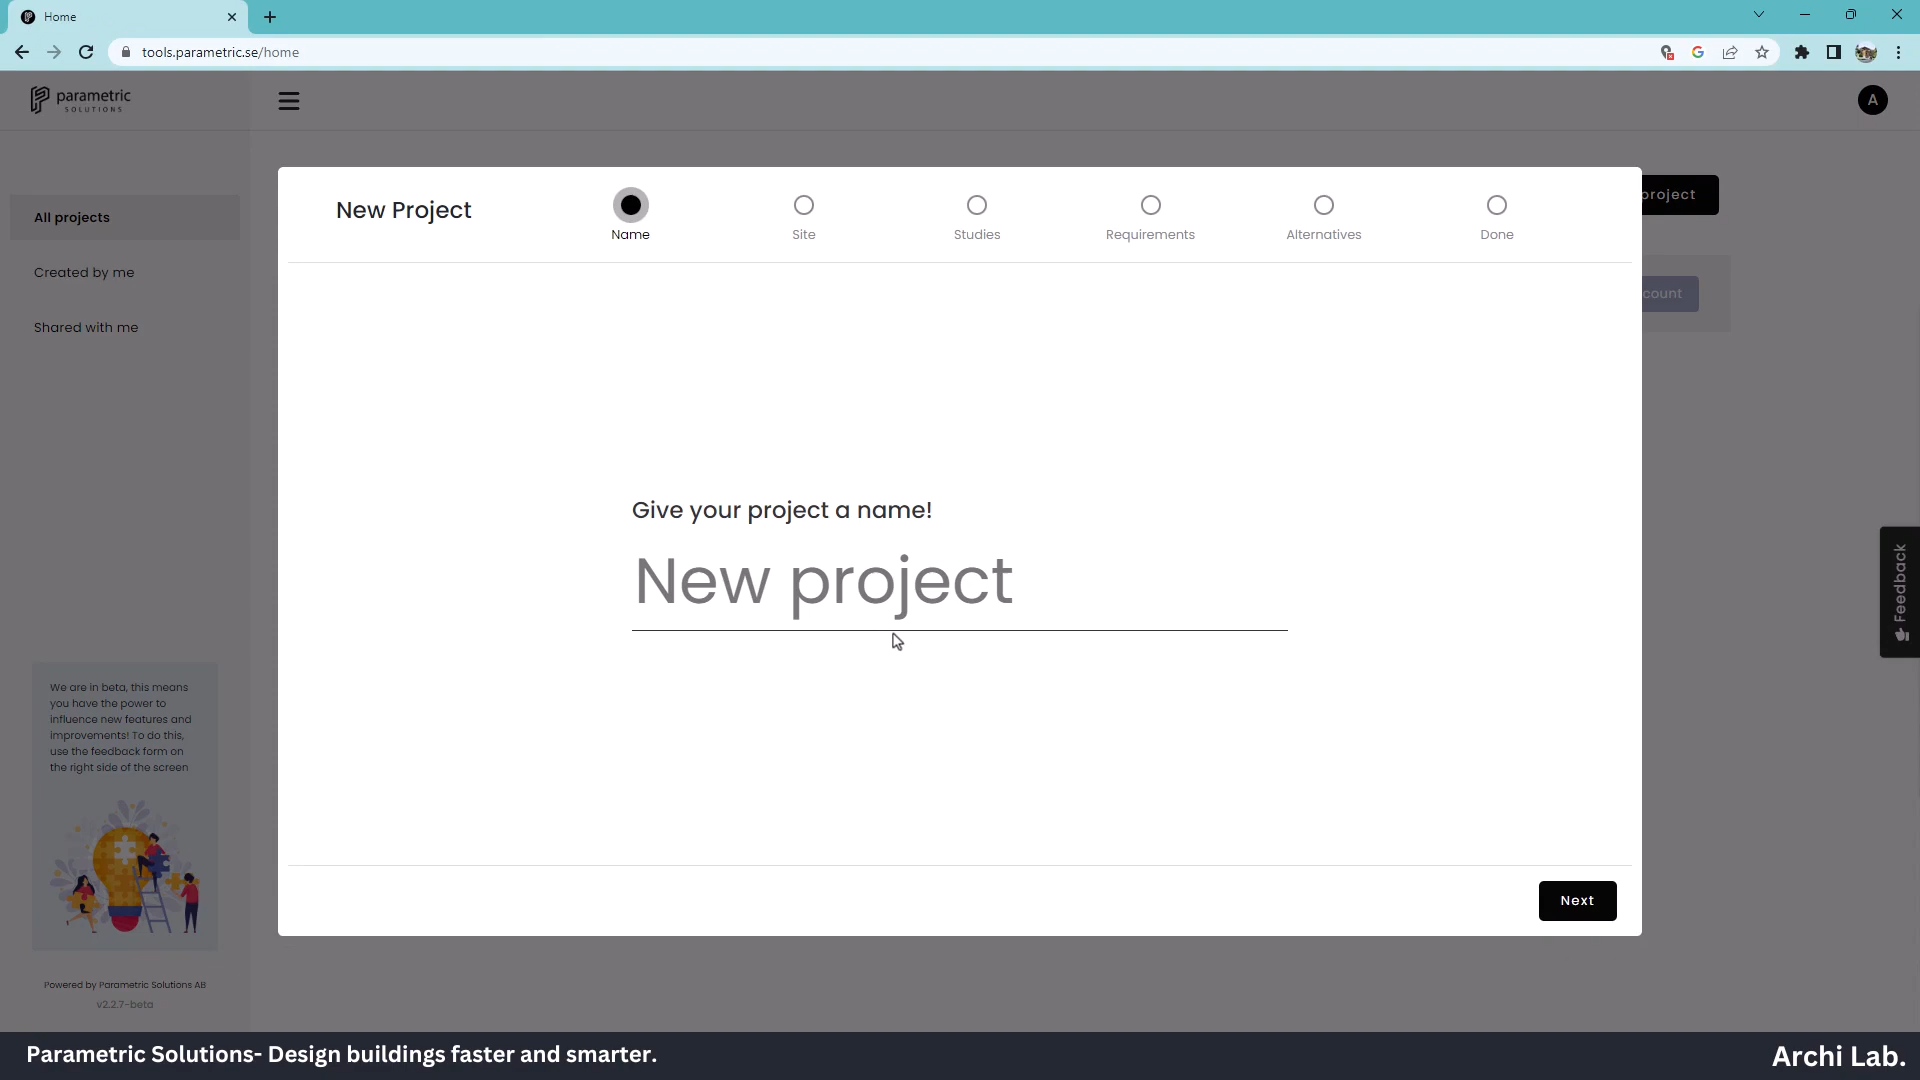 Home
tools.parametric.se/home
parametric
SOLUTIONS
A
All projects
Created by me
Shared with me
New Project
Name
Site
Studies
Requirements
Alternatives
Done
project
count
Give your project a name!
New project
Feedback
We are in beta, this means
you have the power to
influence new features and
improvements! To do this,
use the feedback form on
the right side of the screen
Next
Powered by Parametric Solutions AB
v2.2.7-beta
Parametric Solutions- Design buildings faster and smarter.
Archi Lab.